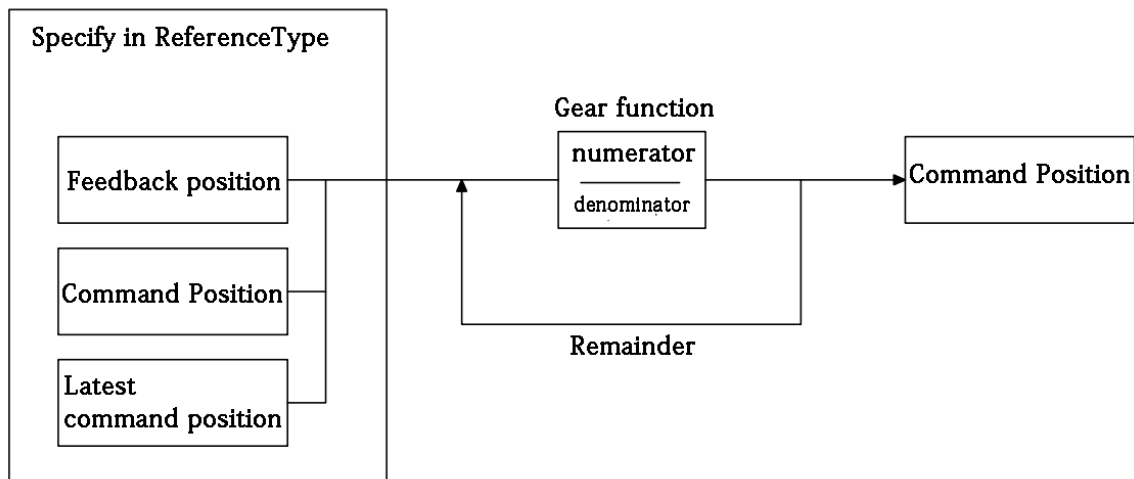 Specify in ReferenceType
Feedback position
Command Position
Latest
command position
Gear function
numerator
denominator
Remainder
Command Position